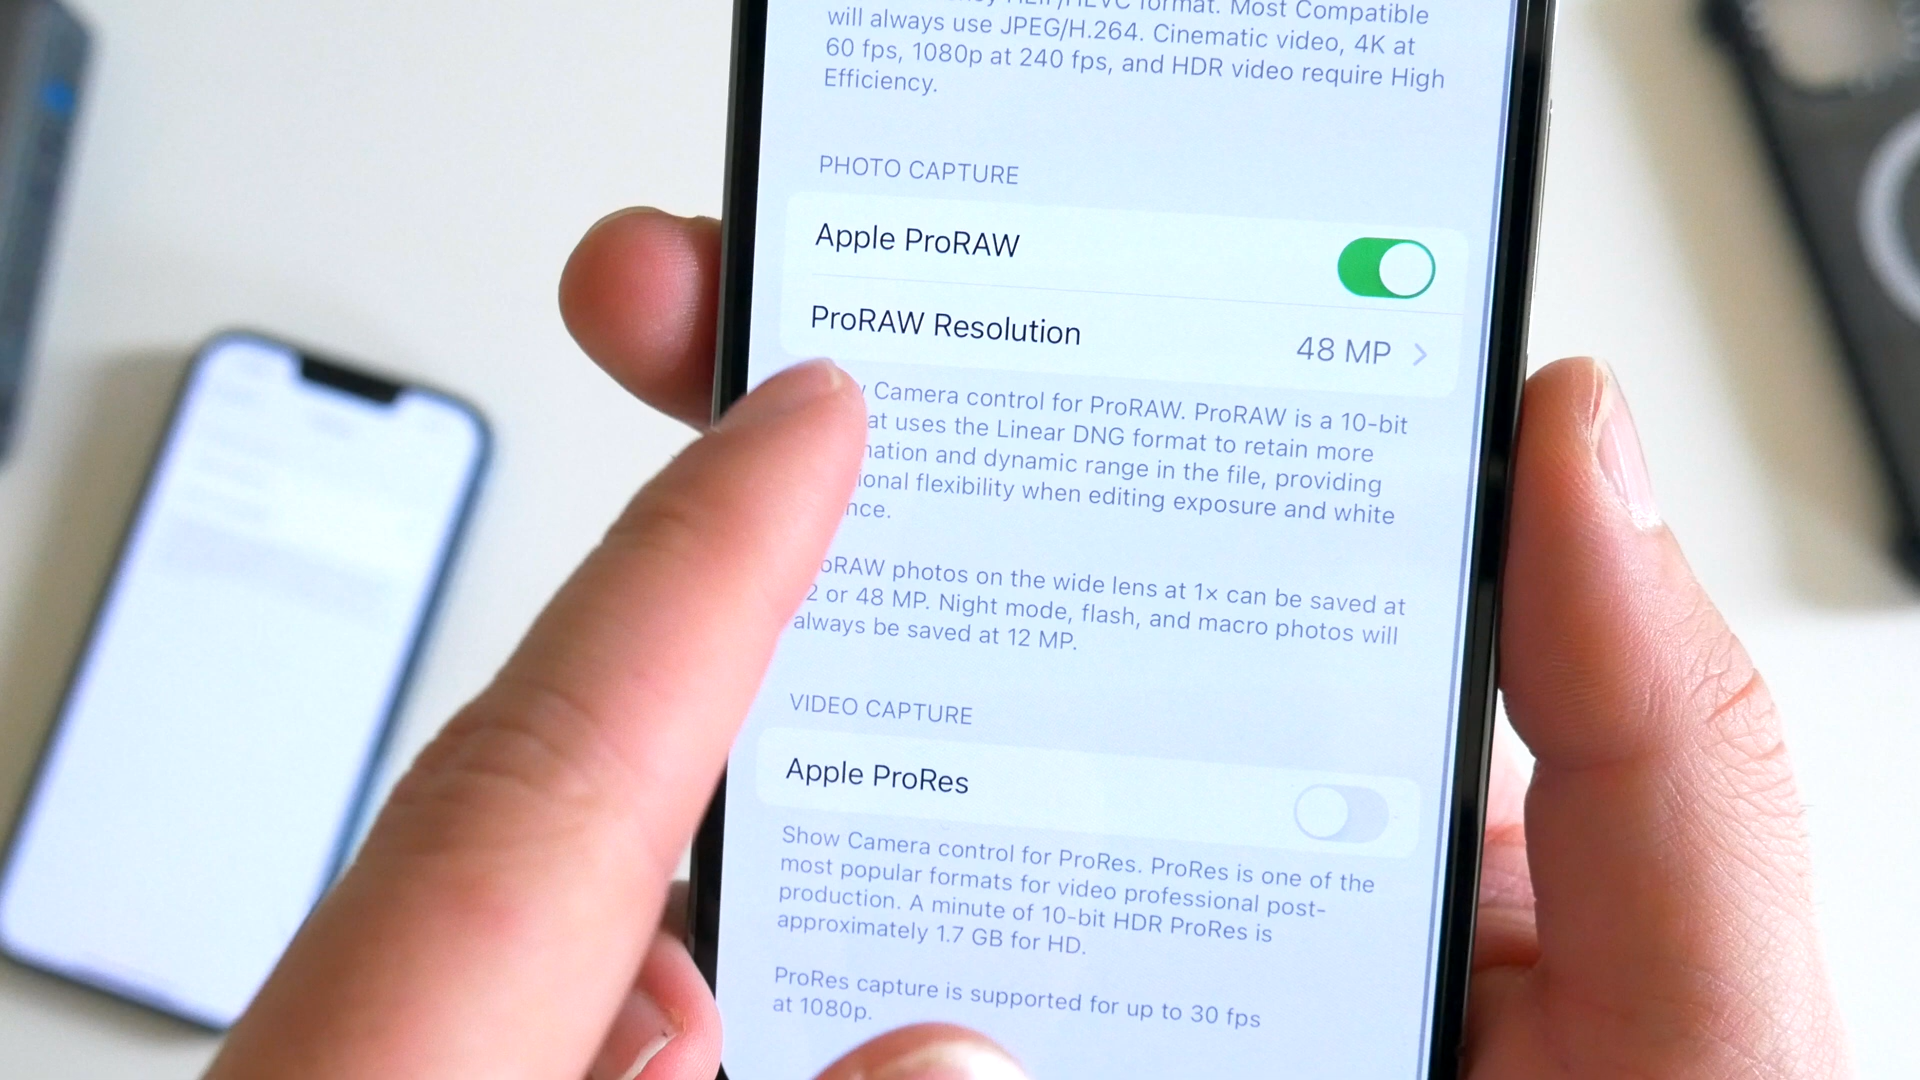 HEIF/HEVC format. Most Compatible
will always use JPEG/H.264. Cinematic video, 4K at
60 fps, 1080p at 240 fps, and HDR video require High
Efficiency.
PHOTO CAPTURE
Apple ProRAW
ProRAW Resolution 48 MP
Camera control for ProRAW. ProRAW is a 10-bit
at uses the Linear DNG format to retain more
and dynamic range in the file, providing
flexibility when editing exposure and white
nce.
oRAW photos on the wide lens at 1x can be saved at
2 or 48 MP. Night mode, flash, and macro photos will
always be saved at 12 MP.
VIDEO CAPTURE
Apple ProRes
Show Camera control for ProRes. ProRes is one of the
most popular formats for video professional post-
production. A minute of 10-bit HDR ProRes is
approximately 1.7 GB for HD.
ProRes capture is supported for up to 30 fps
at 1080p.